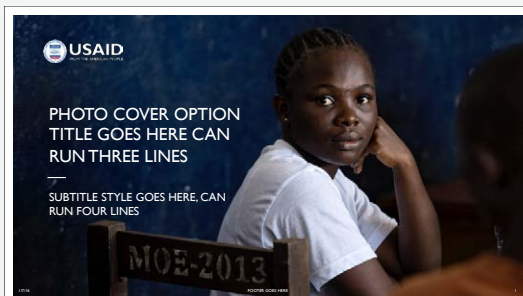 USAID
FROM THE AMERICAN PEOPLE
PHOTO COVER OPTION
TITLE GOES HERE CAN
RUN THREE LINES
SUBTITLE STYLE GOES HERE, CAN
RUN FOUR LINES
MOE-2013
FOOTER GOES HERE
1